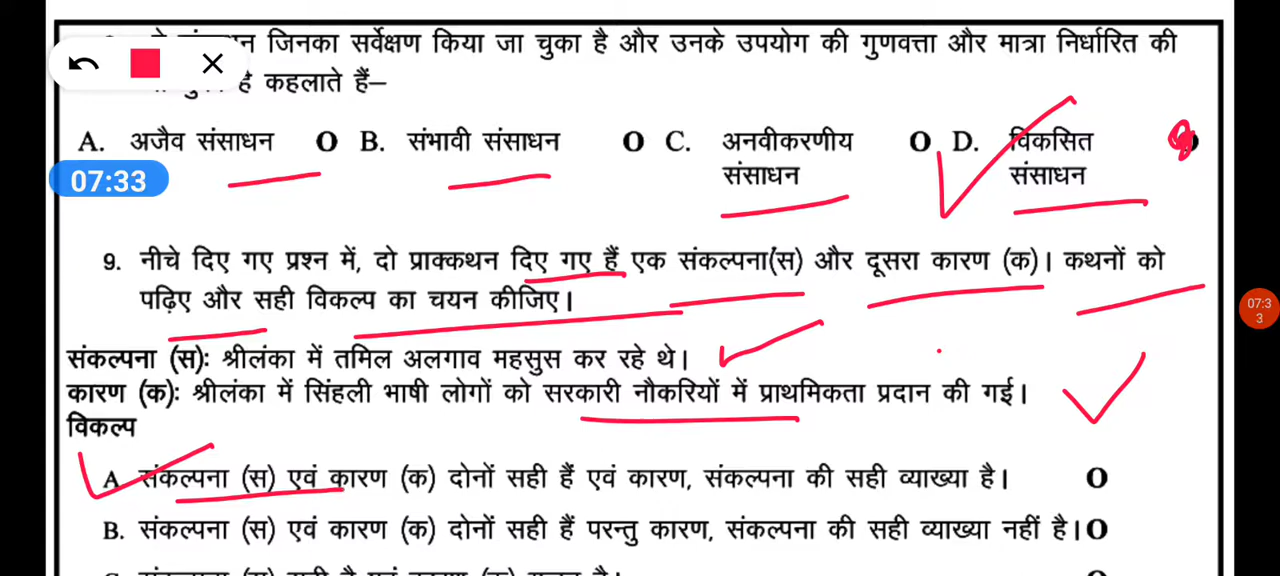 जिनका सर्वेक्षण किया जा चुका है और उनके उपयोग की गुणवत्ता और मात्रा निर्धारित की
है कहलाते हैं–
A. अजैव संसाधन O B. संभावी संसाधन O C. अनवीकरणीय संसाधन O D. विकसित संसाधन
07:33
9. नीचे दिए गए प्रश्न में, दो प्राक्कथन दिए गए हैं एक संकल्पना(स) और दूसरा कारण (क)। कथनों को
पढ़िए और सही विकल्प का चयन कीजिए।
07:3
3
संकल्पना (स): श्रीलंका में तमिल अलगाव महसुस कर रहे थे।
कारण (क): श्रीलंका में सिंहली भाषी लोगों को सरकारी नौकरियों में प्राथमिकता प्रदान की गई।
विकल्प
A संकल्पना (स) एवं कारण (क) दोनों सही हैं एवं कारण, संकल्पना की सही व्याख्या है। O
B. संकल्पना (स) एवं कारण (क) दोनों सही हैं परन्तु कारण, संकल्पना की सही व्याख्या नहीं है। O